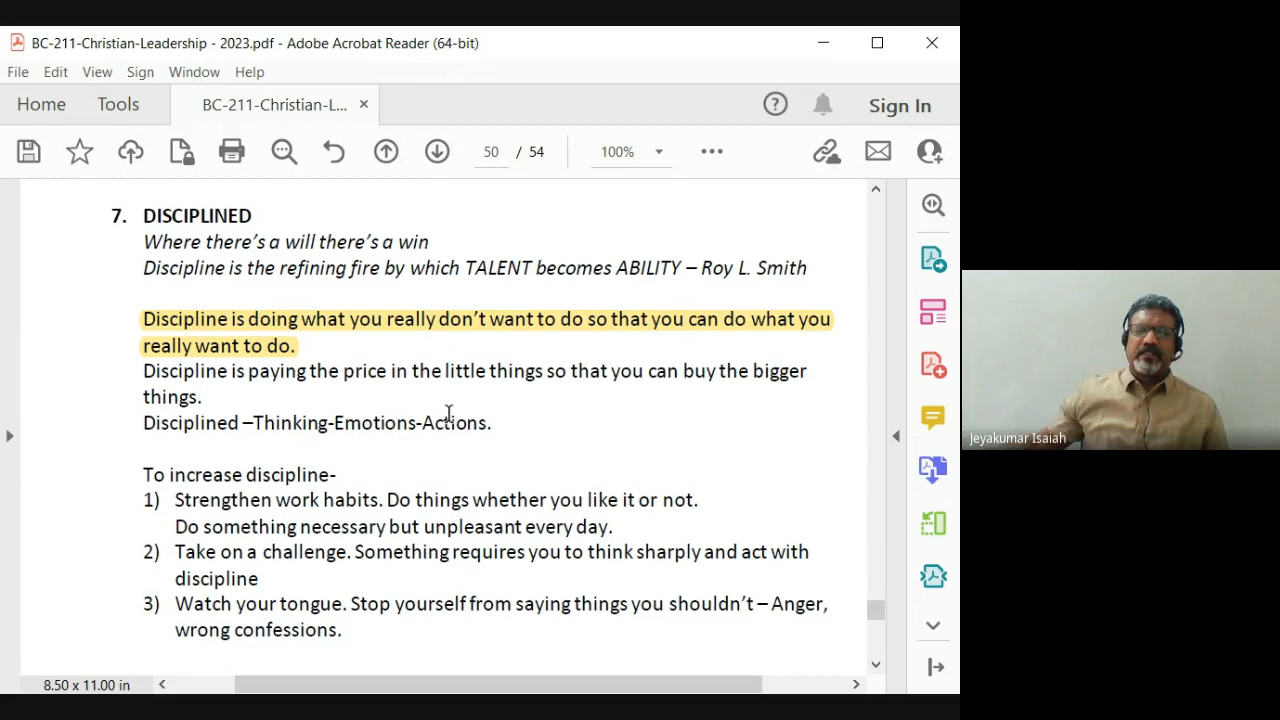 BC-211-Christian-Leadership - 2023.pdf - Adobe Acrobat Reader (64-bit)
File Edit View Sign Window Help
Home Tools BC-211-Christian-L... × Sign In
50 / 54 100%
7. DISCIPLINED
Where there's a will there's a win
Discipline is the refining fire by which TALENT becomes ABILITY – Roy L. Smith
Discipline is doing what you really don't want to do so that you can do what you
really want to do.
Discipline is paying the price in the little things so that you can buy the bigger
things.
Disciplined –Thinking-Emotions-Actions.
To increase discipline-
1) Strengthen work habits. Do things whether you like it or not.
Do something necessary but unpleasant every day.
2) Take on a challenge. Something requires you to think sharply and act with
discipline
3) Watch your tongue. Stop yourself from saying things you shouldn't – Anger,
wrong confessions.
8.50 x 11.00 in
Jeyakumar Isaiah